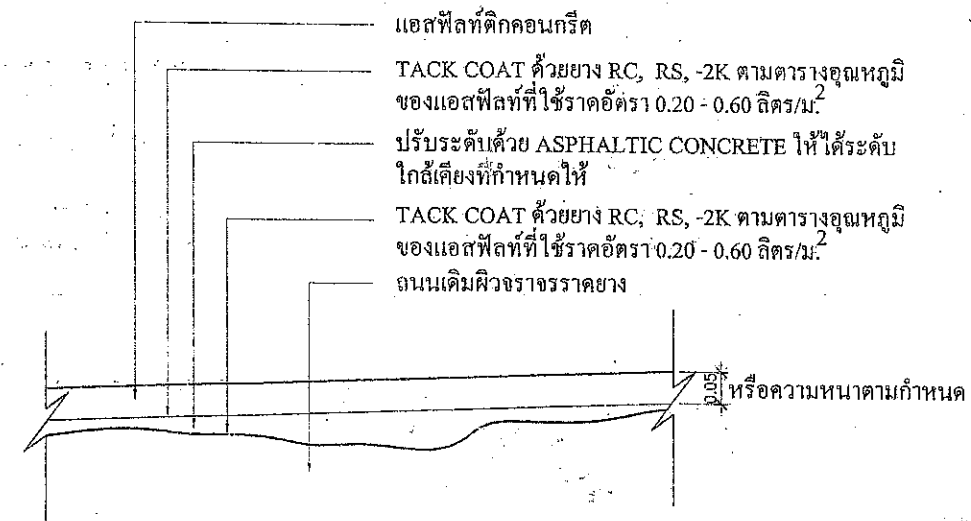 แอสฟัลท์ติกคอนกรีต
TACK COAT ด้วยยาง RC, RS, -2K ตามตารางอุณหภูมิ
ของแอสฟัลท์ที่ใช้ราดอัตรา 0.20 - 0.60 ลิตร/ม.2
ปรับระดับด้วย ASPHALTIC CONCRETE ให้ได้ระดับ
ใกล้เคียงที่กำหนดให้
TACK COAT ด้วยยาง RC, RS, -2K ตามตารางอุณหภูมิ
ของแอสฟัลท์ที่ใช้ราดอัตรา 0.20 - 0.60 ลิตร/ม.2
ถนนเดิมผิวจราจรราดยาง
0.05 หรือความหนาตามกำหนด